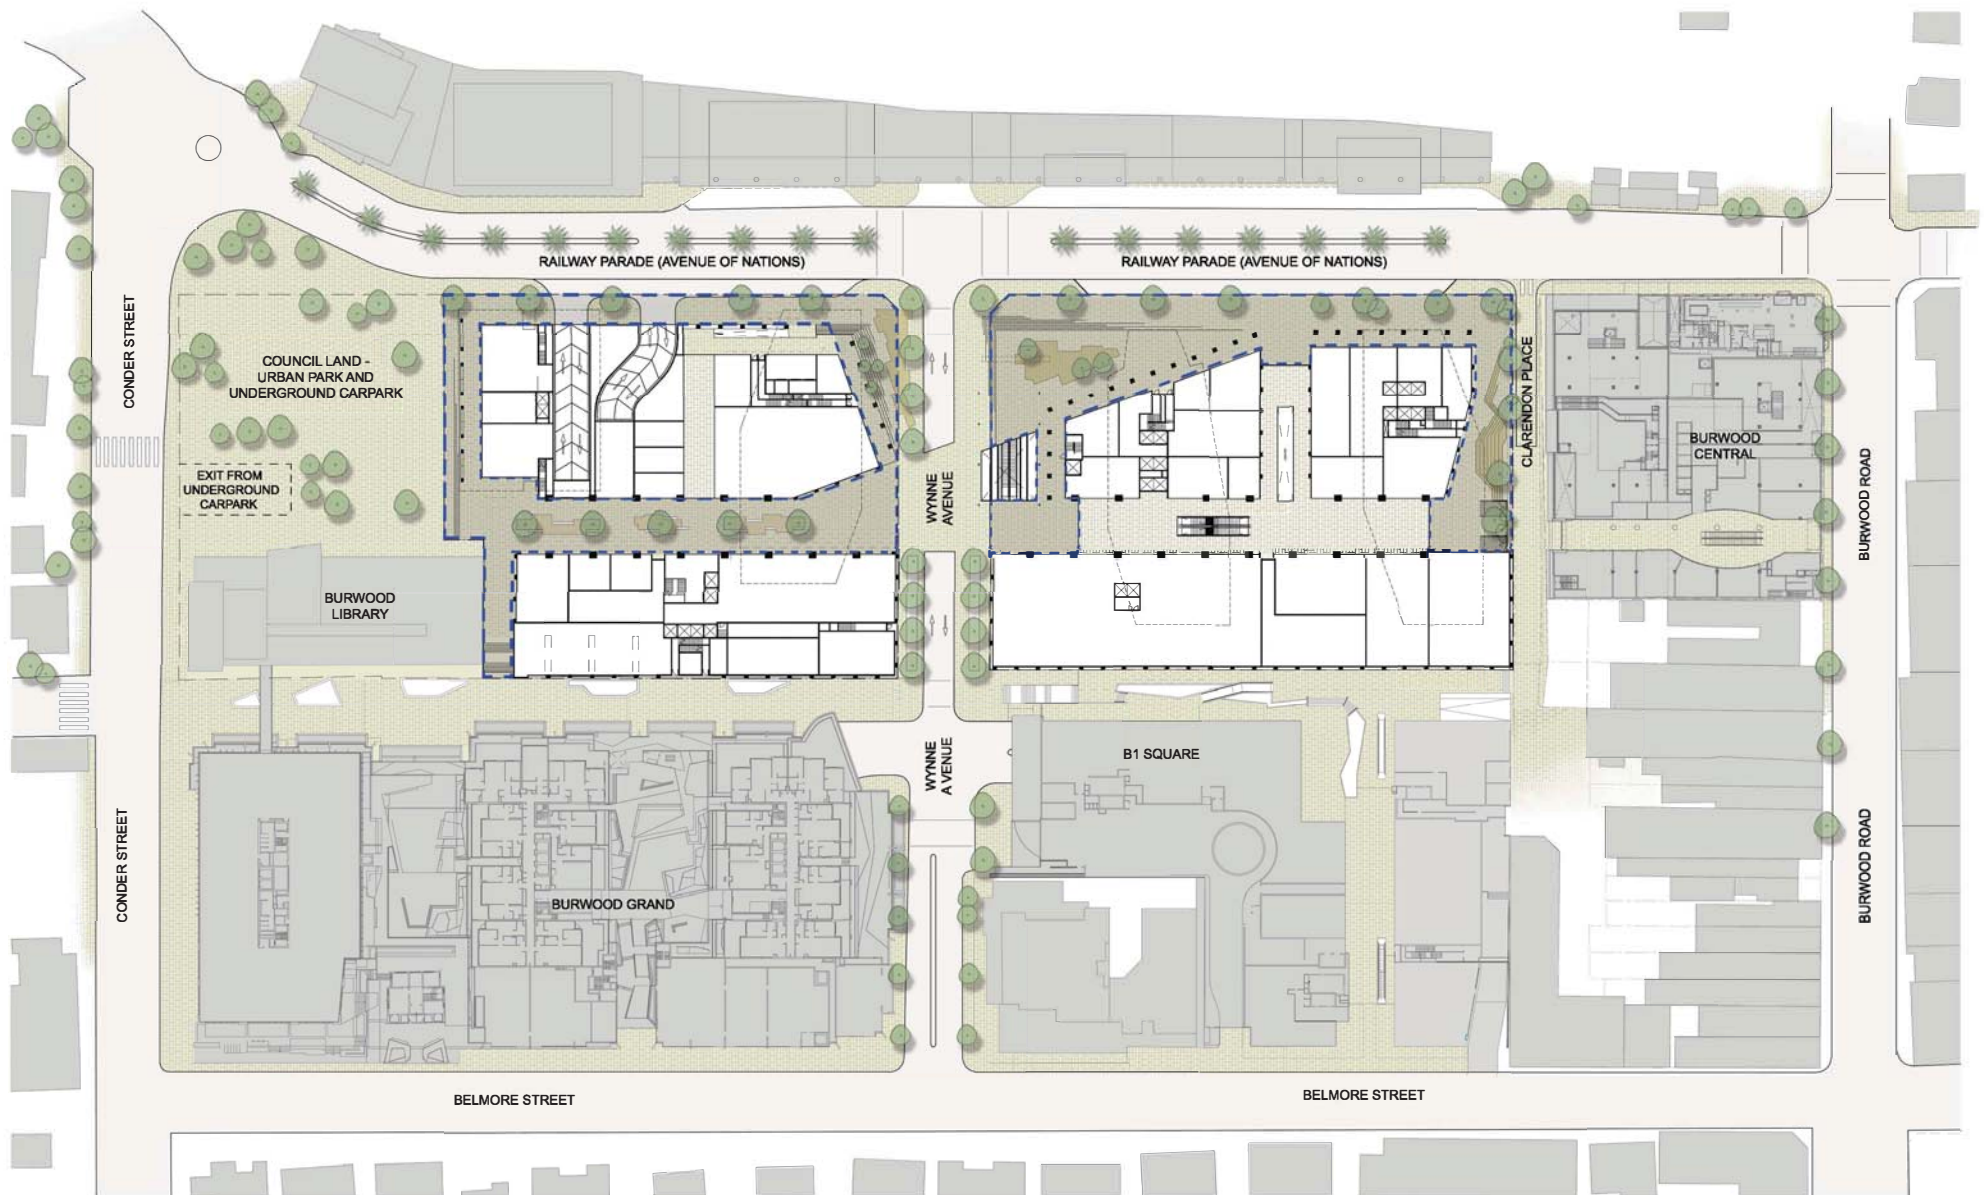 RAILWAY PARADE (AVENUE OF NATIONS)
RAILWAY PARADE (AVENUE OF NATIONS)
CONDER STREET
COUNCIL LAND -
URBAN PARK AND
UNDERGROUND CARPARK
EXIT FROM
UNDERGROUND
CARPARK
WYNNE
AVENUE
CLARENDON PLACE
BURWOOD
CENTRAL
BURWOOD ROAD
BURWOOD
LIBRARY
WYNNE
AVENUE
B1 SQUARE
CONDER STREET
BURWOOD GRAND
BURWOOD ROAD
BELMORE STREET
BELMORE STREET